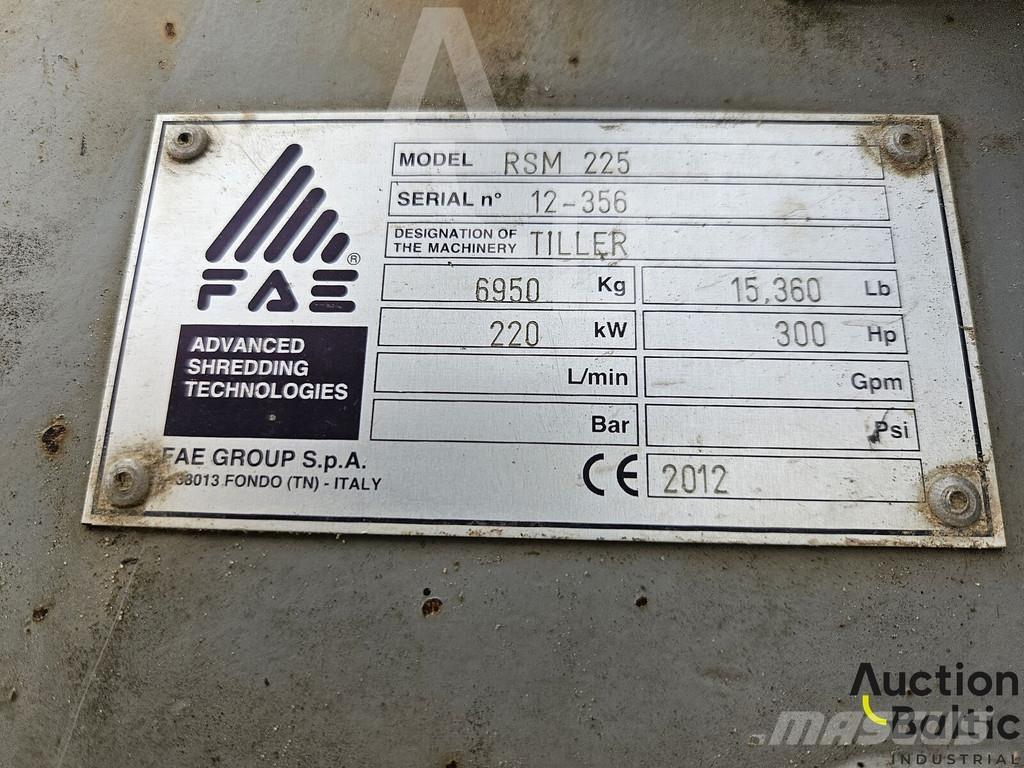 MODEL RSM 225
SERIAL n° 12-356
DESIGNATION OF
THE MACHINERY TILLER
FAE®
6950 Kg 15,360 Lb
220 kW 300 Hp
L/min Gpm
Bar Psi
ADVANCED
SHREDDING
TECHNOLOGIES
FAE GROUP S.p.A.
38013 FONDO (TN) - ITALY
CE 2012
Auction
Baltic
INDUSTRIAL
MASCUS